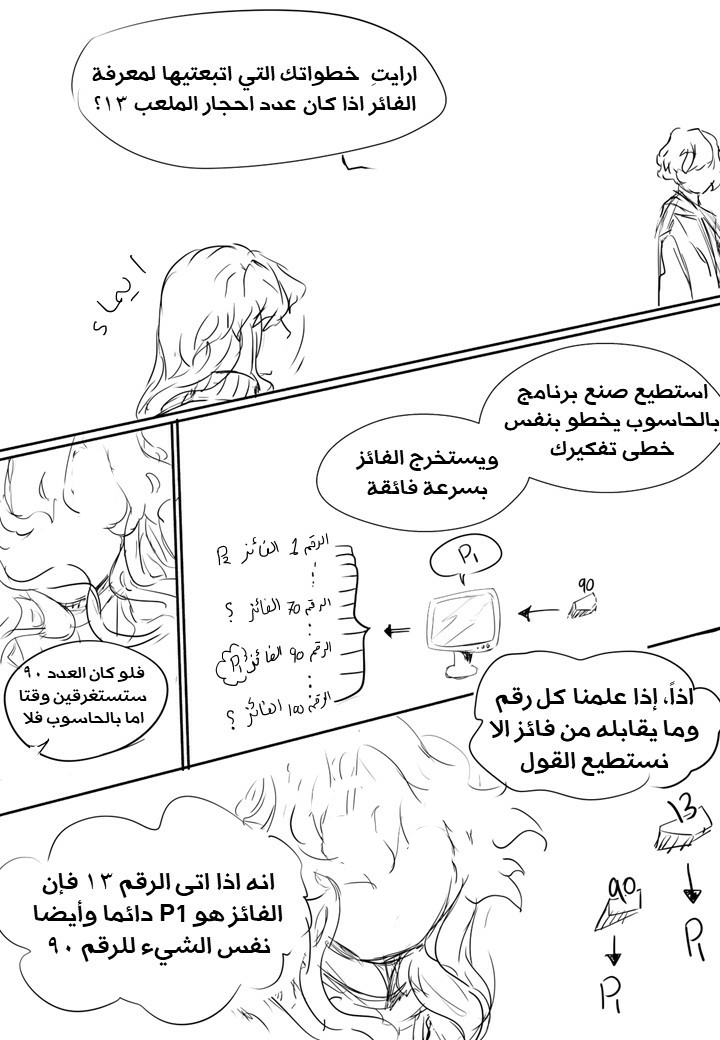 ارايتِ خطواتك التي اتبعتيها لمعرفة
الفائر اذا كان عدد احجار الملعب ١٣؟
ايماء
استطيع صنع برنامج
بالحاسوب يخطو بنفس
خطى تفكيرك
ويستخرج الفائز
بسرعة فائقة
90
P1
الرقم 1 الفائز P2
الرقم 70 الفائز ؟
الرقم 90 الفائز P1
الرقم 100 الفائز ؟
فلو كان العدد ٩٠
ستستغرقين وقتا
اما بالحاسوب فلا
اذاً، إذا علمنا كل رقم
وما يقابله من فائز الا
نستطيع القول
13
P1
90
P1
انه اذا اتى الرقم ١٣ فإن
الفائز هو P1 دائما وأيضا
نفس الشيء للرقم ٩٠